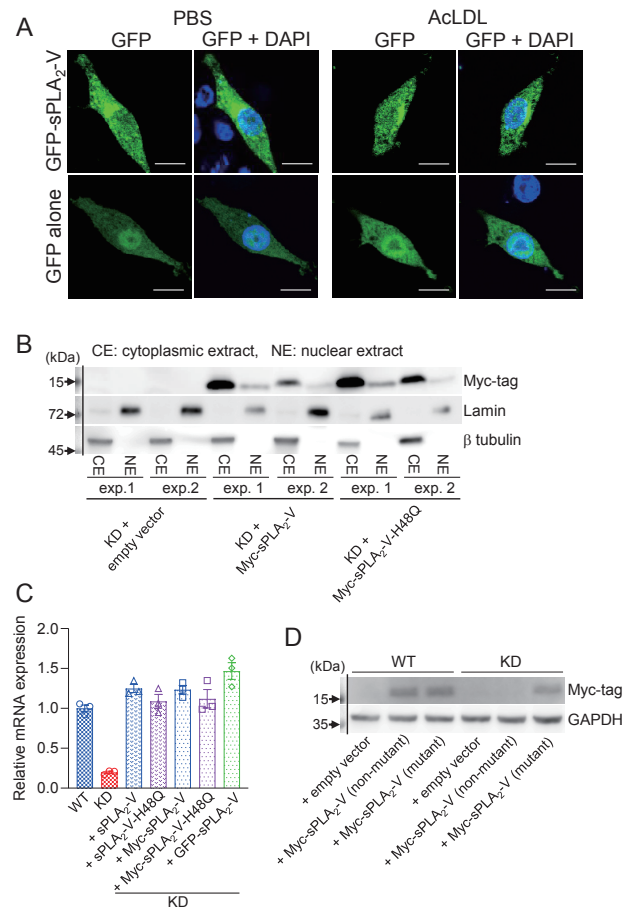 A
PBS
AcLDL
GFP
GFP + DAPI
GFP
GFP + DAPI
GFP-sPLA₂-V
GFP alone
B
(kDa)
CE: cytoplasmic extract, NE: nuclear extract
15
Myc-tag
72
Lamin
45
β tubulin
CE NE CE NE CE NE CE NE CE NE CE NE
exp.1 exp.2 exp. 1 exp. 2 exp. 1 exp. 2
KD +
empty vector
KD +
Myc-sPLA₂-V
KD +
Myc-sPLA₂-V-H48Q
C
Relative mRNA expression
2.0
1.5
1.0
0.5
0.0
WT
KD
+ sPLA₂-V
+ sPLA₂-V-H48Q
+ Myc-sPLA₂-V
+ Myc-sPLA₂-V-H48Q
+ GFP-sPLA₂-V
KD
D
(kDa)
WT
KD
15
Myc-tag
35
GAPDH
+ empty vector
+ Myc-sPLA₂-V (non-mutant)
+ Myc-sPLA₂-V (mutant)
+ empty vector
+ Myc-sPLA₂-V (non-mutant)
+ Myc-sPLA₂-V (mutant)